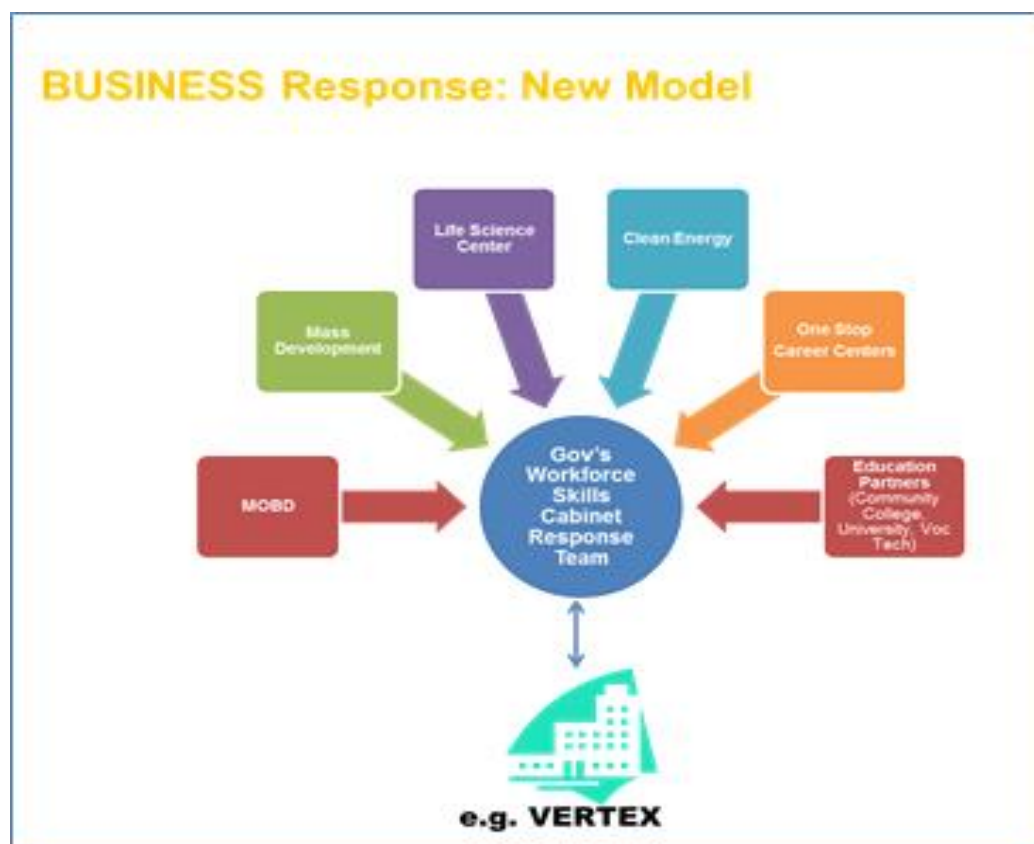 BUSINESS Response: New Model
Life Science
Center
Clean Energy
Mass
Development
One Stop
Career Centers
MOBD
Gov's
Workforce
Skills
Cabinet
Response
Team
Education
Partners
(Community
College,
University, Voc
Tech)
e.g. VERTEX